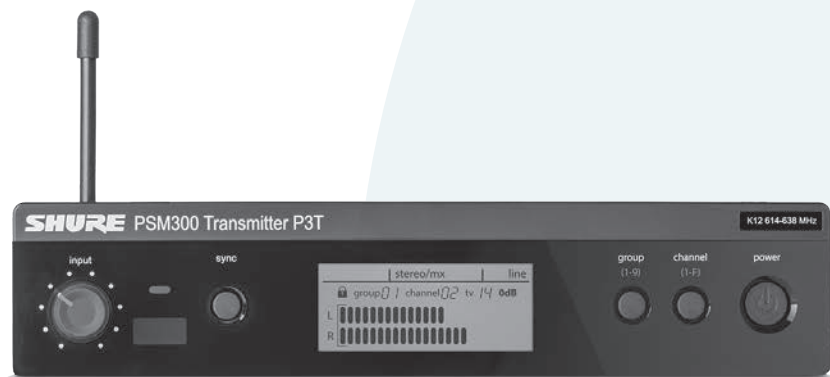 SHURE PSM300 Transmitter P3T
K12 614-638 MHz
input
sync
group
(1-9)
channel
(1-F)
power
stereo/mx line
group 01 channel 02 tv 14 0dB
L
R